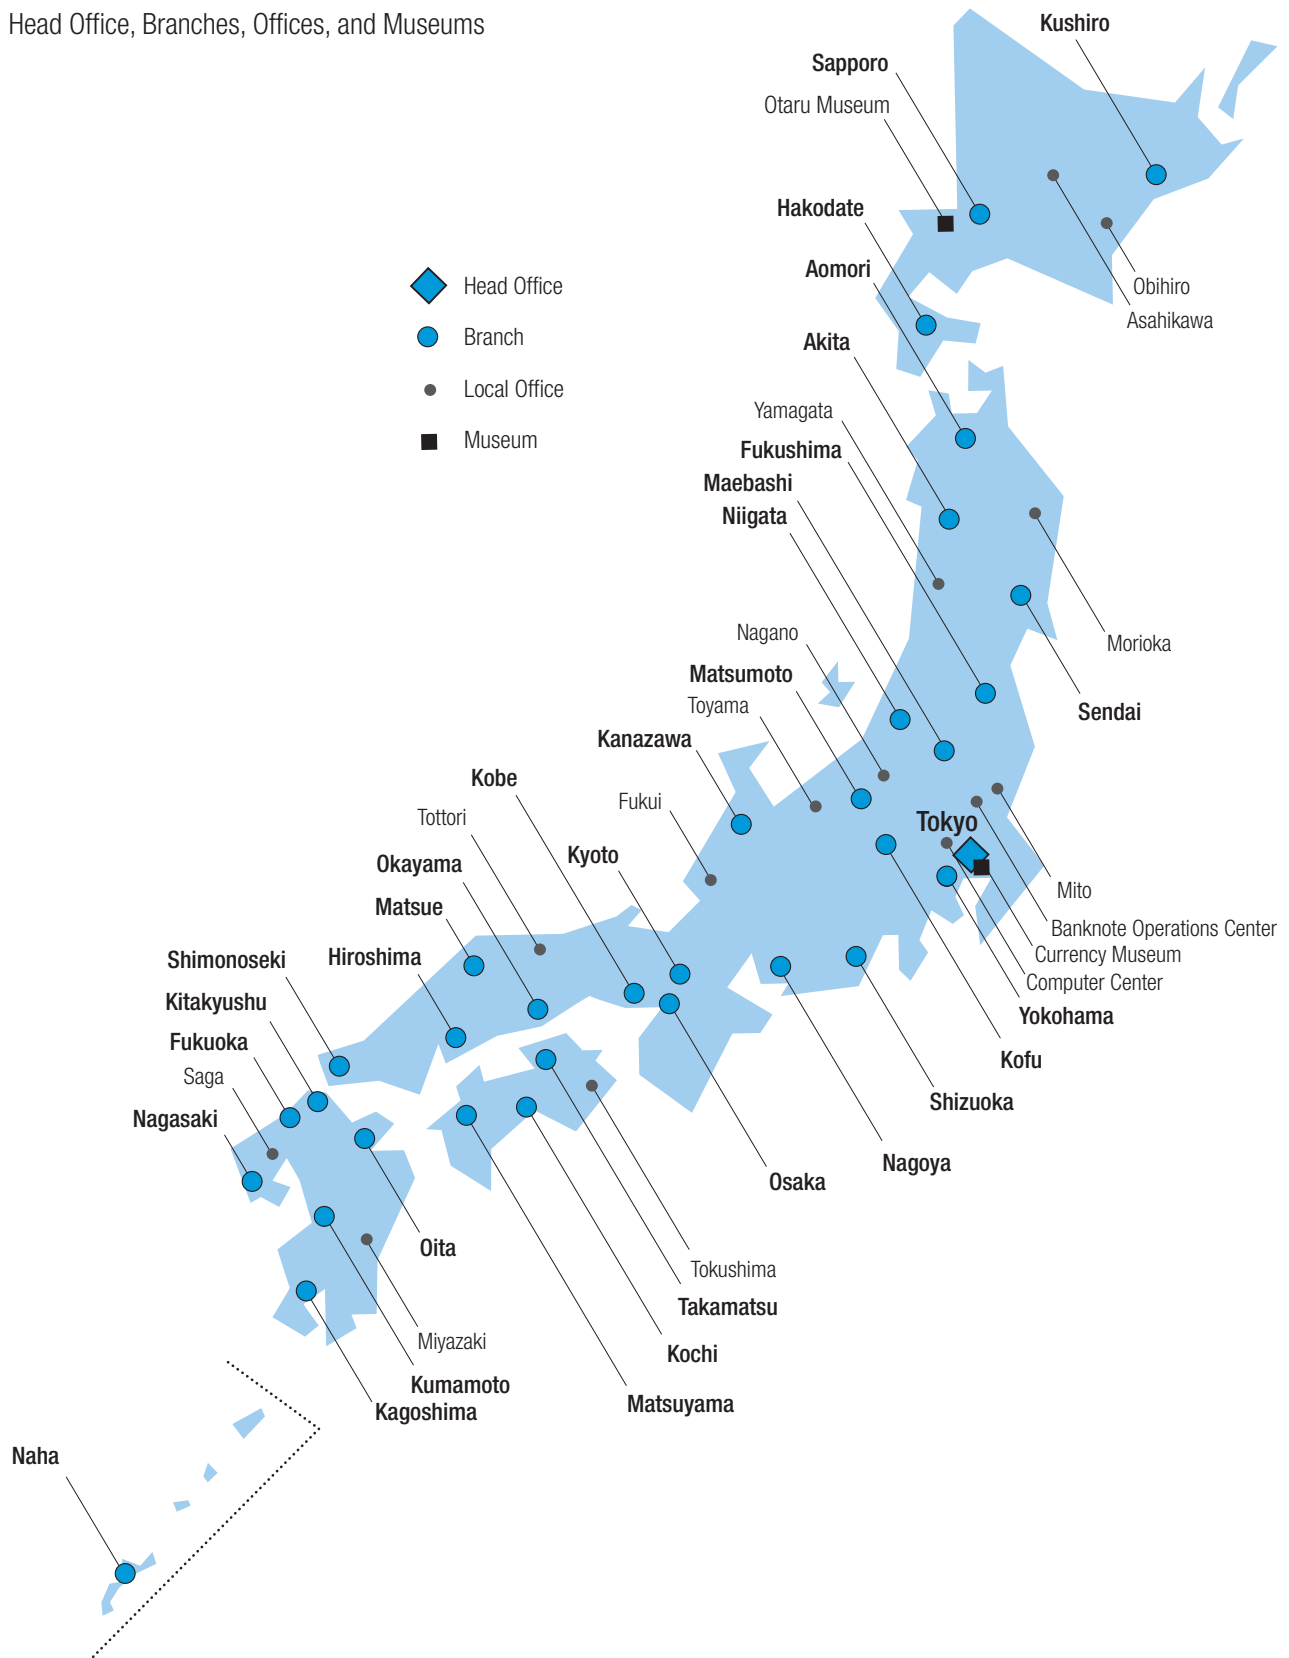 Head Office, Branches, Offices, and Museums
Kushiro
Sapporo
Otaru Museum
Hakodate
Aomori
Head Office
Obihiro
Asahikawa
Branch
Akita
Local Office
Yamagata
Museum
Fukushima
Maebashi
Niigata
Nagano
Morioka
Matsumoto
Toyama
Sendai
Kanazawa
Kobe
Fukui
Tottori
Tokyo
Kyoto
Okayama
Mito
Matsue
Banknote Operations Center
Hiroshima
Currency Museum
Shimonoseki
Computer Center
Kitakyushu
Yokohama
Fukuoka
Kofu
Saga
Shizuoka
Nagasaki
Nagoya
Osaka
Oita
Tokushima
Takamatsu
Miyazaki
Kochi
Kumamoto
Matsuyama
Kagoshima
Naha